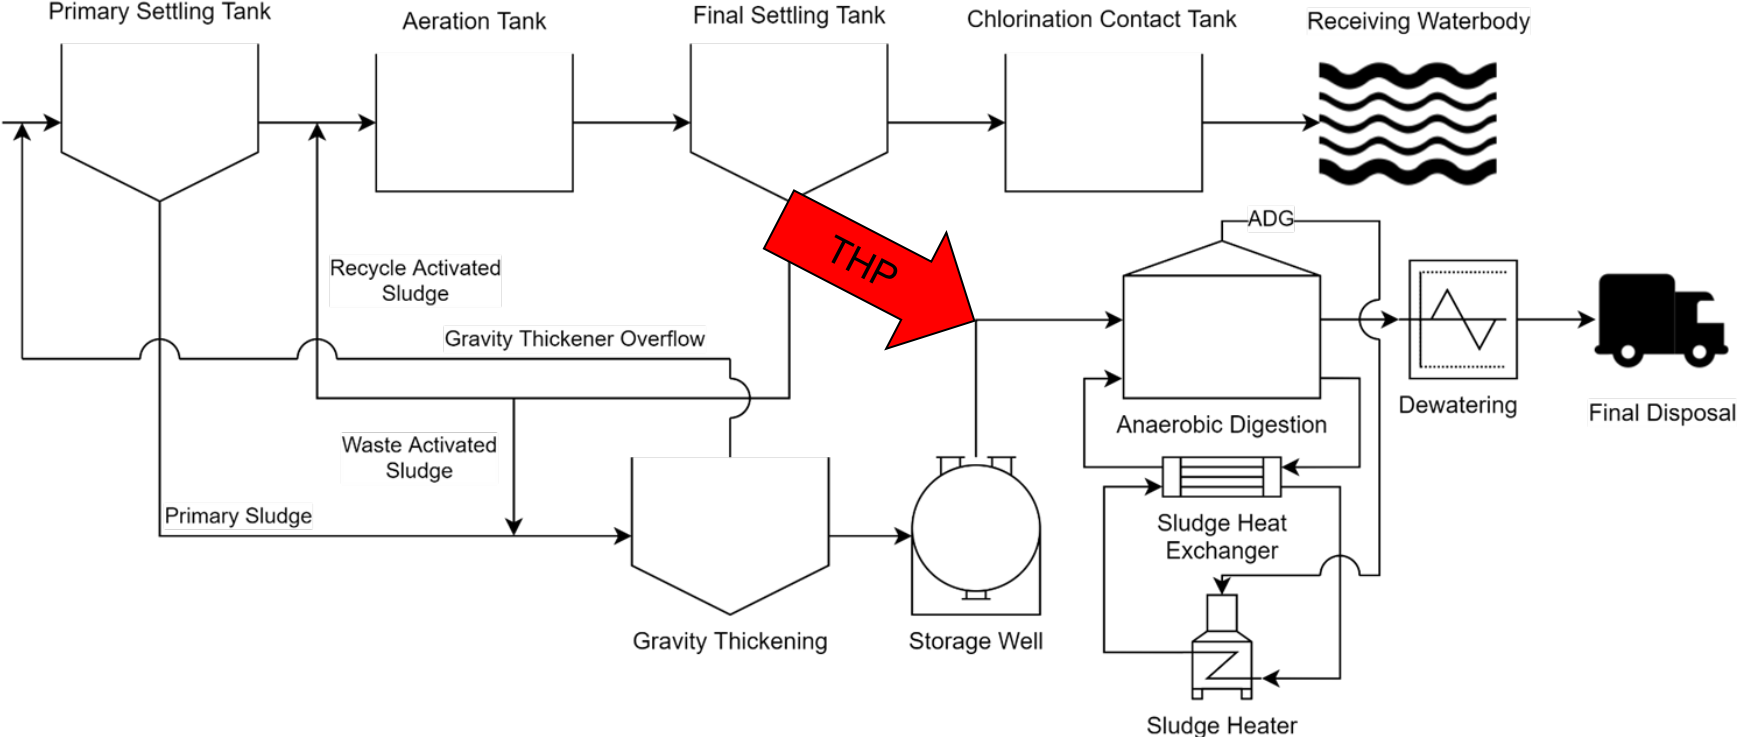 Primary Settling Tank
Aeration Tank
Final Settling Tank
Chlorination Contact Tank
Receiving Waterbody
ADG
THP
Recycle Activated
Sludge
Gravity Thickener Overflow
Waste Activated
Sludge
Primary Sludge
Anaerobic Digestion
Dewatering
Final Disposal
Sludge Heat
Exchanger
Gravity Thickening
Storage Well
Sludge Heater